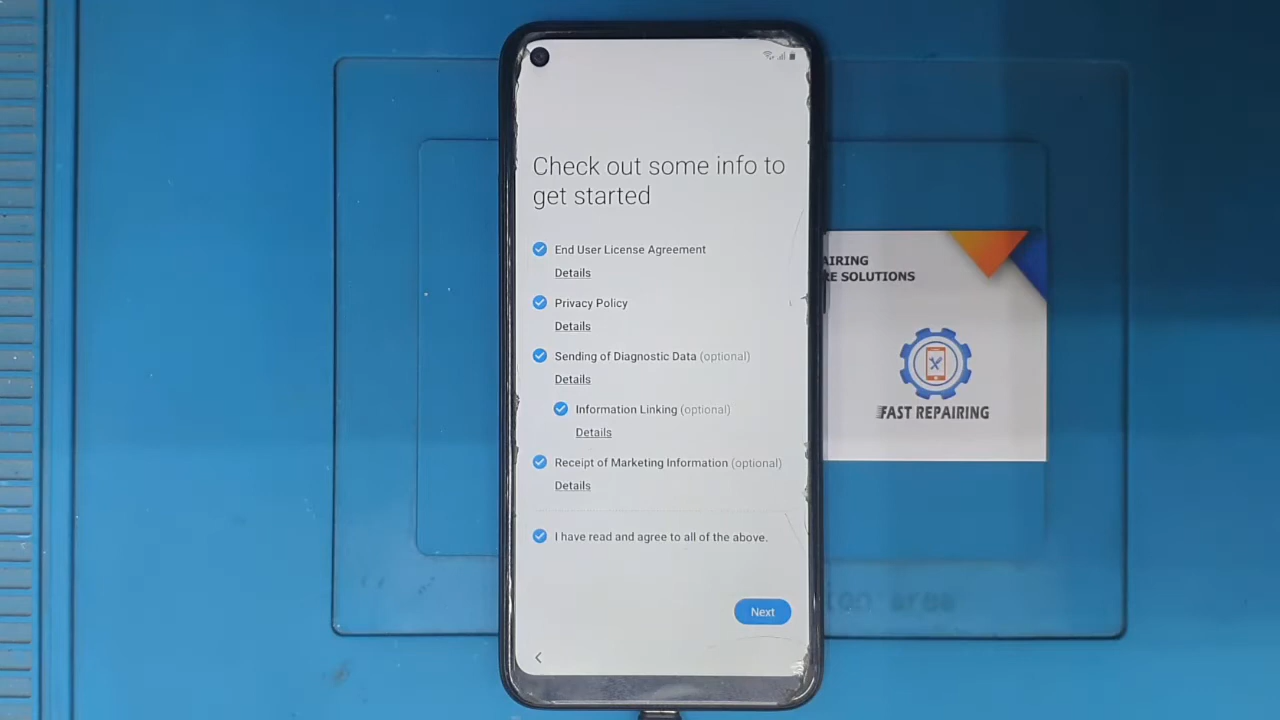 Check out some info to
get started
End User License Agreement
Details
Privacy Policy
Details
Sending of Diagnostic Data (optional)
Details
Information Linking (optional)
Details
Receipt of Marketing Information (optional)
Details
I have read and agree to all of the above.
Next
AIRING
RE SOLUTIONS
FAST REPAIRING
area